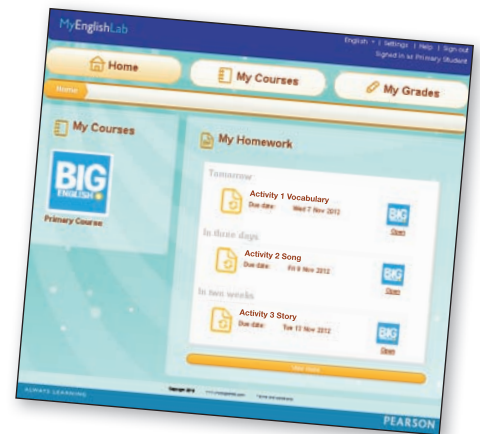 MyEnglishLab
English | Settings | Help | Sign out
Signed in as Primary Student
Home
My Courses
My Grades
Home
My Courses
BIG
ENGLISH
Primary Course
My Homework
Tomorrow
Activity 1 Vocabulary
Due date: Wed 7 Nov 2012
BIG
Open
In three days
Activity 2 Song
Due date: Fri 9 Nov 2012
BIG
Open
In two weeks
Activity 3 Story
Due date: Tue 13 Nov 2012
BIG
Open
ALWAYS LEARNING
PEARSON